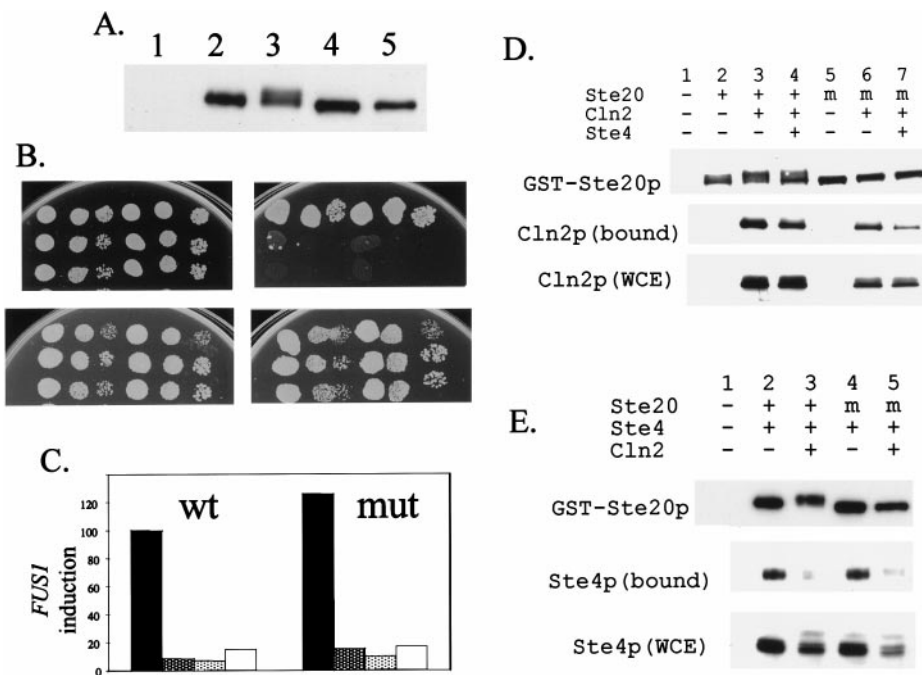 A.
1 2 3 4 5
B.
C.
FUS1
induction
120
100
80
60
40
20
0
wt
mut
D.
1 2 3 4 5 6 7
Ste20 – + + + m m m
Cln2 – – + + – + +
Ste4 – – – + – – +
GST-Ste20p
Cln2p(bound)
Cln2p(WCE)
E.
1 2 3 4 5
Ste20 – + + m m
Ste4 – + + + +
Cln2 – – + – +
GST-Ste20p
Ste4p(bound)
Ste4p(WCE)